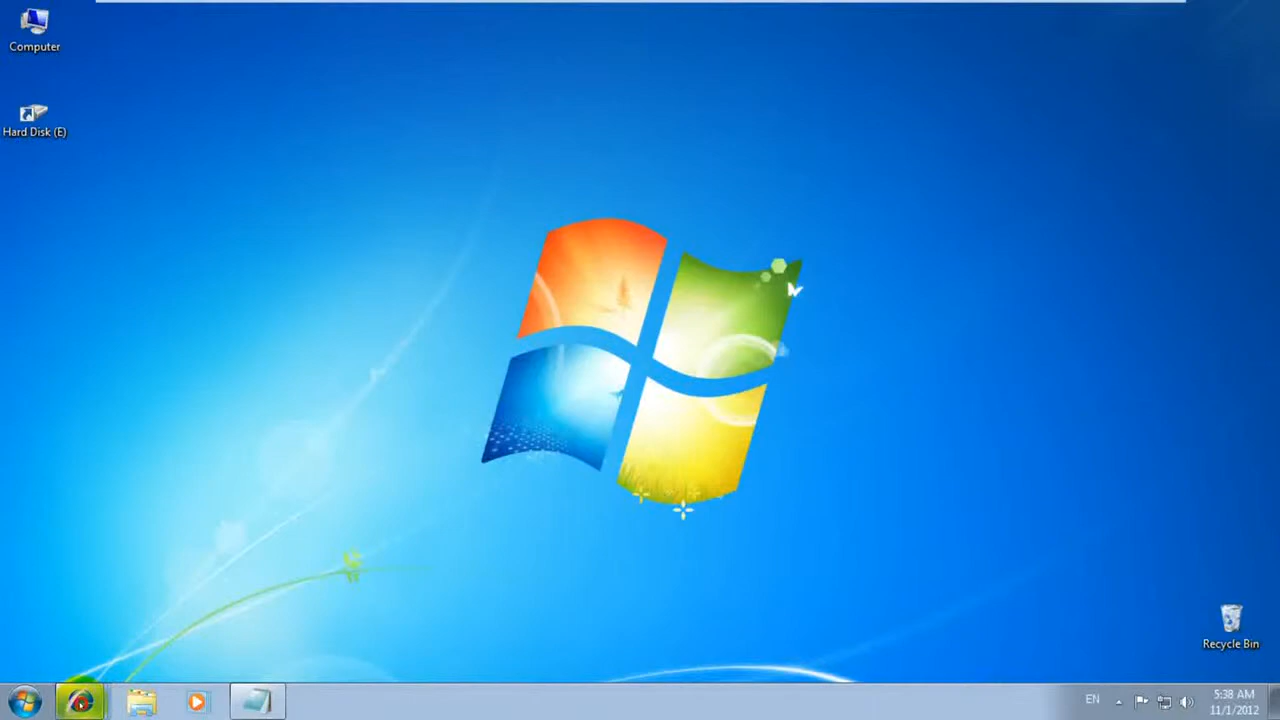 Computer
Hard Disk (E)
Recycle Bin
EN
5:38 AM
11/1/2012